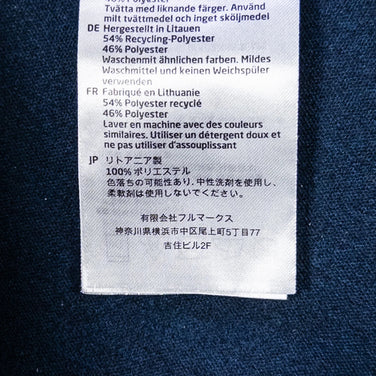 Tvätta med liknande färger. Använd
milt tvättmedel och inget sköljmedel
DE Hergestellt in Litauen
54% Recycling-Polyester
46% Polyester
Waschenmit ähnlichen farben. Mildes
Waschmittel und keinen Weichspüler
verwenden
FR Fabriqué en Lithuanie
54% Polyester recyclé
46% Polyester
Laver en machine avec des couleurs
similaires. Utiliser un détergent doux et
ne pas utiliser d'assouplissant
JP リトアニア製
100% ポリエステル
色落ちの可能性あり, 中性洗剤を使用し、
柔軟剤は使用しないでください。
有限会社フルマークス
神奈川県横浜市中区尾上町5丁目77
吉住ビル2F